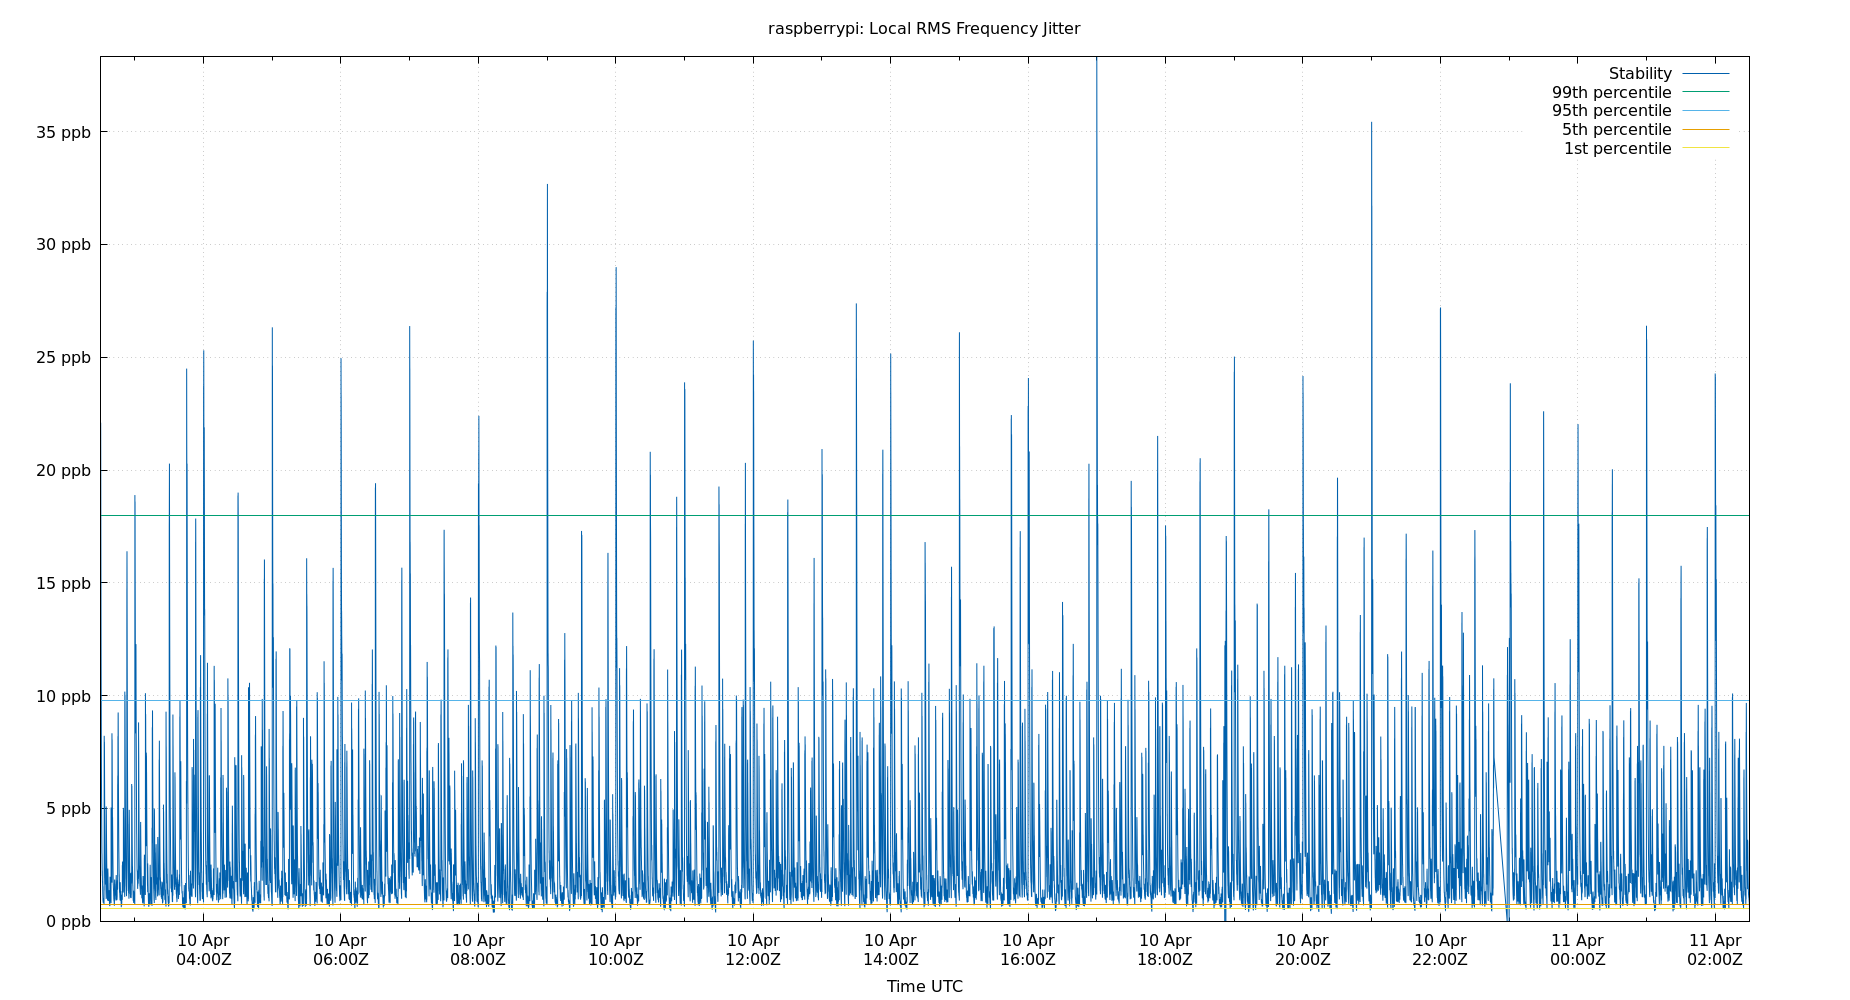 raspberrypi: Local RMS Frequency Jitter
Stability
99th percentile
95th percentile
5th percentile
1st percentile
35 ppb
30 ppb
25 ppb
20 ppb
15 ppb
10 ppb
5 ppb
0 ppb
10 Apr 10 Apr 10 Apr 10 Apr 10 Apr 10 Apr 10 Apr 10 Apr 10 Apr 10 Apr 11 Apr 11 Apr
04:00Z 06:00Z 08:00Z 10:00Z 12:00Z 14:00Z 16:00Z 18:00Z 20:00Z 22:00Z 00:00Z 02:00Z
Time UTC